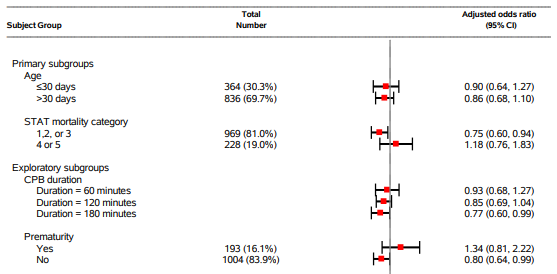 Subject Group Total Number Adjusted odds ratio (95% CI)
Primary subgroups
Age
≤30 days 364 (30.3%) 0.90 (0.64, 1.27)
>30 days 836 (69.7%) 0.86 (0.68, 1.10)
STAT mortality category
1,2, or 3 969 (81.0%) 0.75 (0.60, 0.94)
4 or 5 228 (19.0%) 1.18 (0.76, 1.83)
Exploratory subgroups
CPB duration
Duration = 60 minutes 0.93 (0.68, 1.27)
Duration = 120 minutes 0.85 (0.69, 1.04)
Duration = 180 minutes 0.77 (0.60, 0.99)
Prematurity
Yes 193 (16.1%) 1.34 (0.81, 2.22)
No 1004 (83.9%) 0.80 (0.64, 0.99)